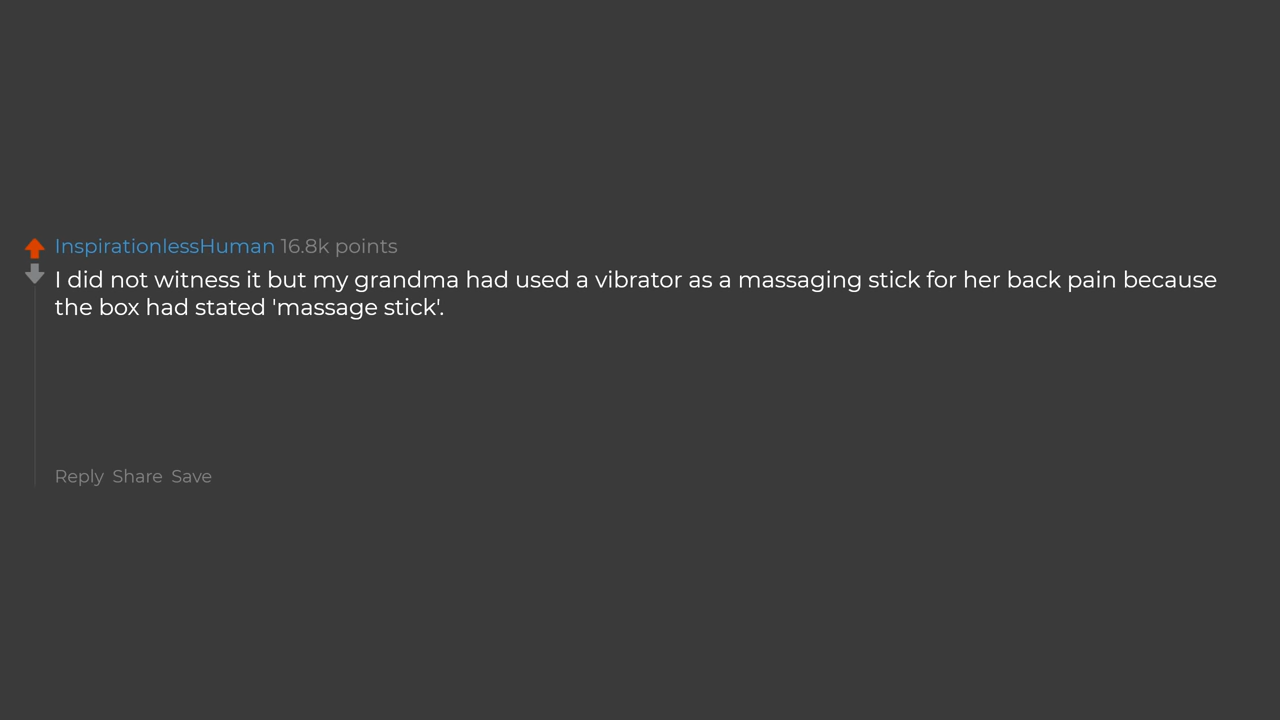 InspirationlessHuman 16.8k points
I did not witness it but my grandma had used a vibrator as a massaging stick for her back pain because
the box had stated 'massage stick'.
Reply Share Save